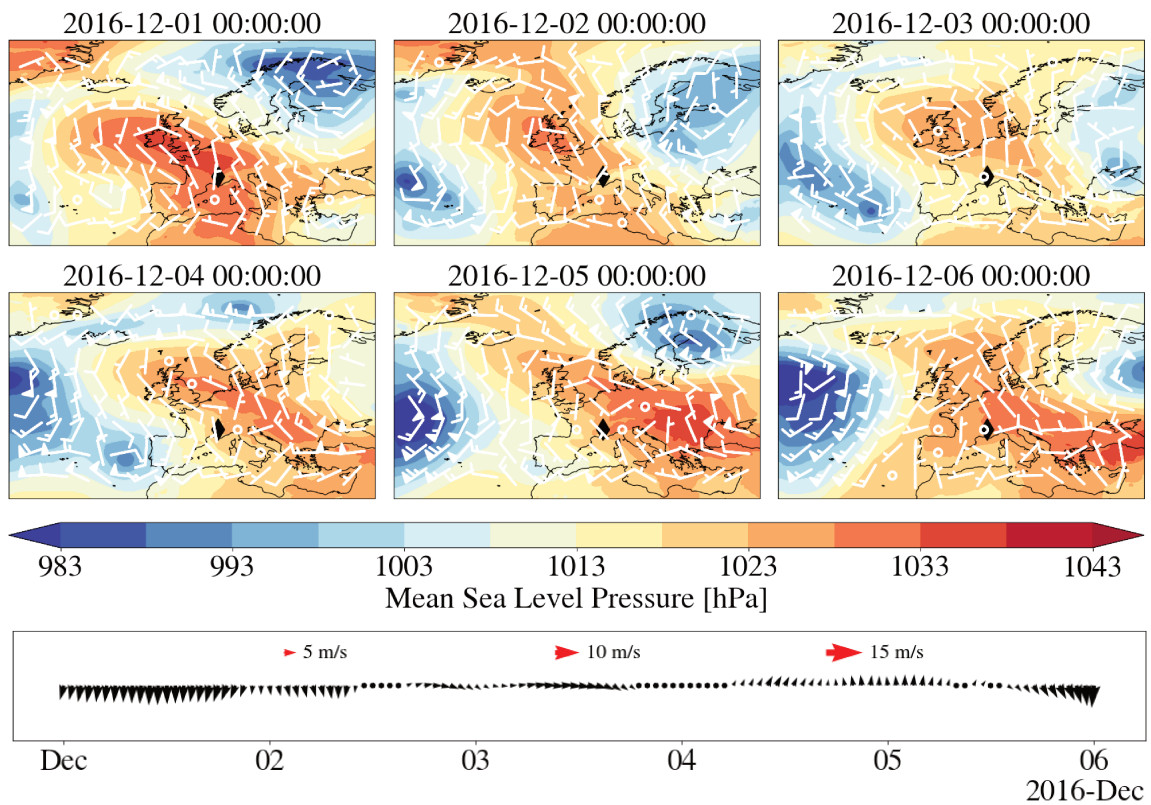 2016-12-01 00:00:00 2016-12-02 00:00:00 2016-12-03 00:00:00
2016-12-04 00:00:00 2016-12-05 00:00:00 2016-12-06 00:00:00
983 993 1003 1013 1023 1033 1043
Mean Sea Level Pressure [hPa]
5 m/s 10 m/s 15 m/s
Dec 02 03 04 05 06
2016-Dec